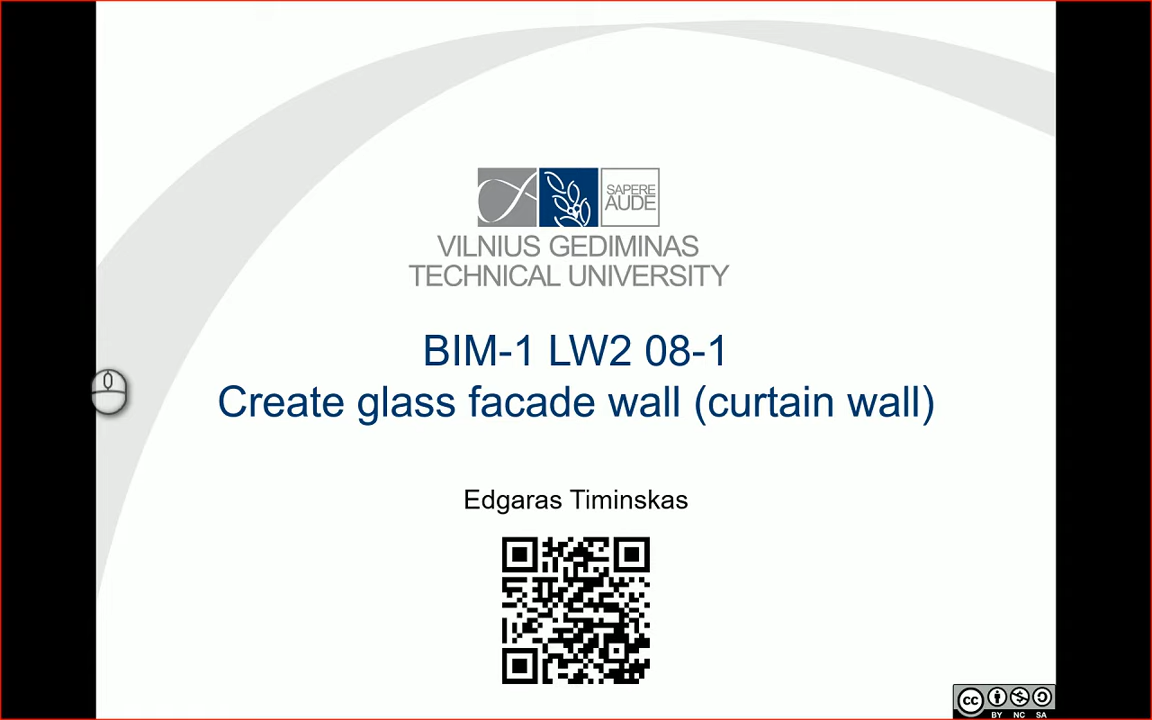 SAPERE
AUDE
VILNIUS GEDIMINAS
TECHNICAL UNIVERSITY
BIM-1 LW2 08-1
Create glass facade wall (curtain wall)
Edgaras Timinskas
cc
BY NC SA